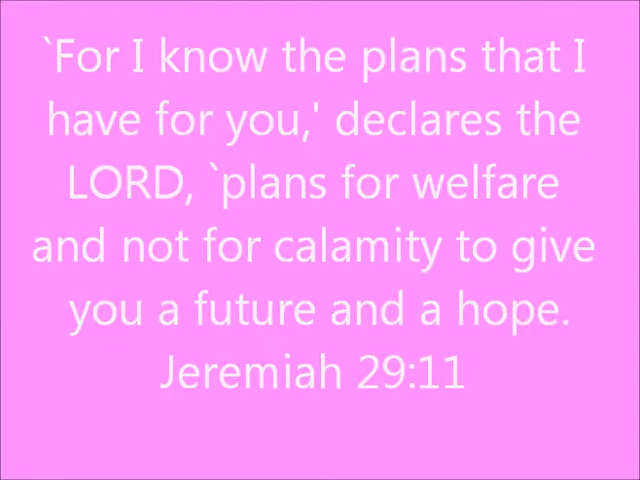 `For I know the plans that I
have for you,' declares the
LORD, `plans for welfare
and not for calamity to give
you a future and a hope.
Jeremiah 29:11